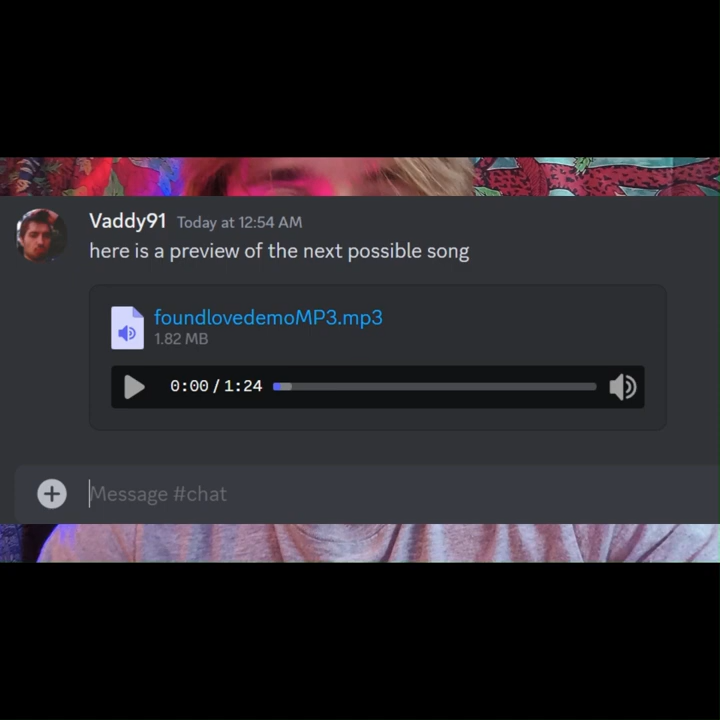 Vaddy91 Today at 12:54 AM
here is a preview of the next possible song
foundlovedemoMP3.mp3
1.82 MB
0:00 / 1:24
Message #chat